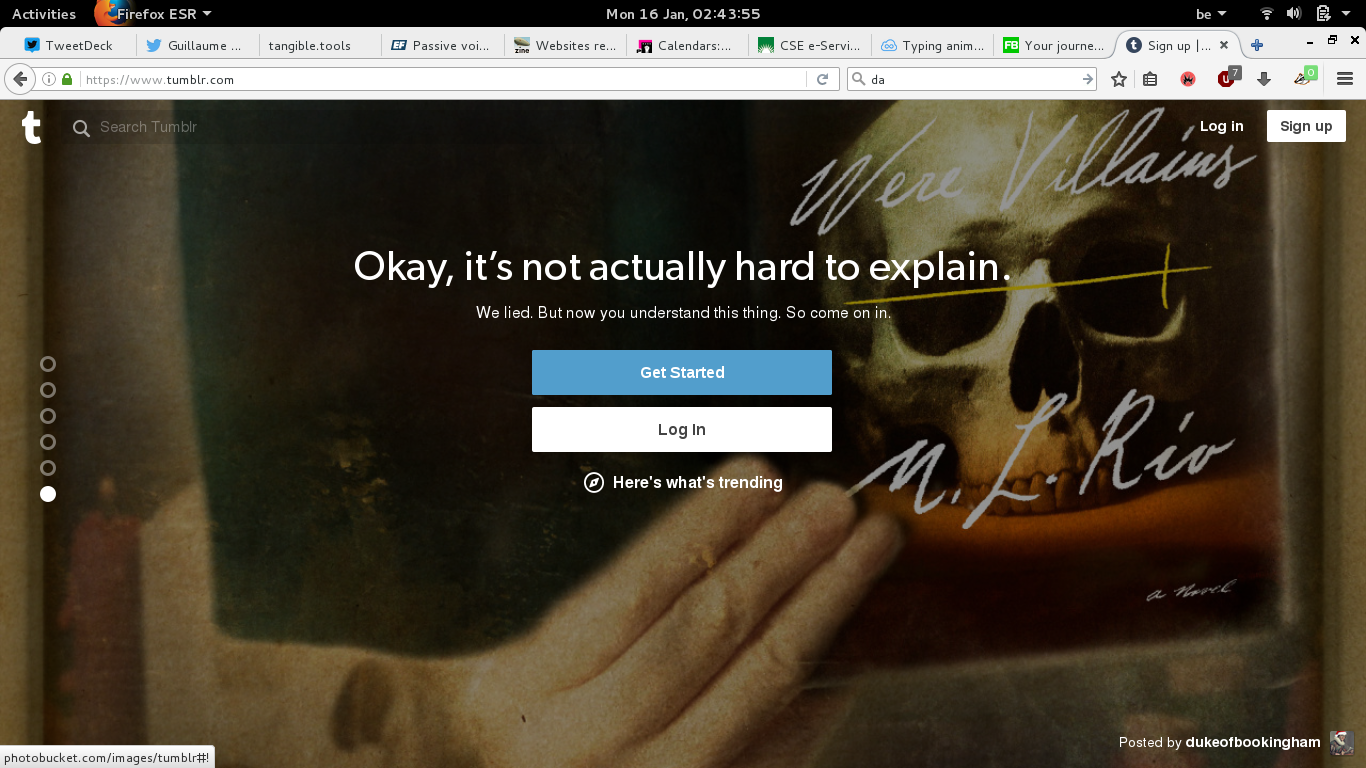 Activities Firefox ESR Mon 16 Jan, 02:43:55 be
TweetDeck Guillaume ... tangible.tools Passive voi... Websites re... Calendars:... CSE e-Servi... Typing anim... Your journe... Sign up |...
https://www.tumblr.com da 7 0
t Search Tumblr Log in Sign up
Were Villains
Okay, it’s not actually hard to explain.
We lied. But now you understand this thing. So come on in.
Get Started
Log In
M. L. Rio
Here's what's trending
a novel
Posted by dukeofbookingham
photobucket.com/images/tumblr#!